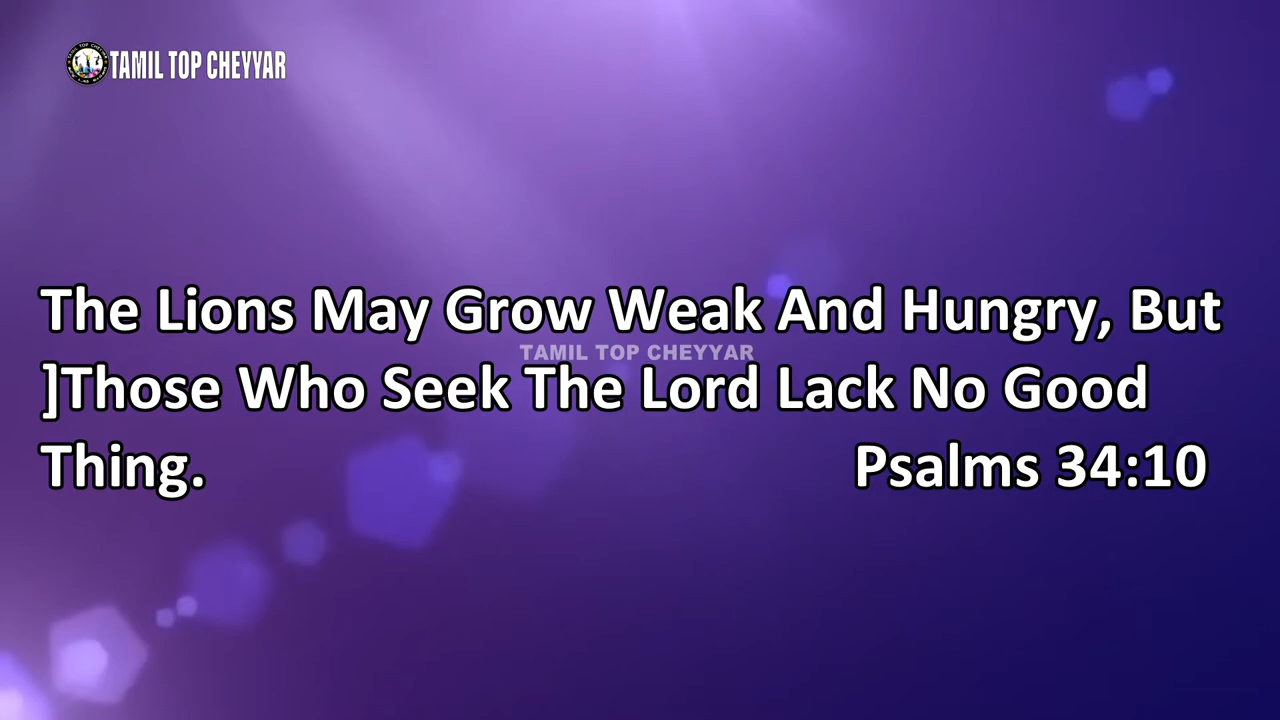 TAMIL TOP CHEYYAR
The Lions May Grow Weak And Hungry, But
TAMIL TOP CHEYYAR
]Those Who Seek The Lord Lack No Good
Thing. Psalms 34:10